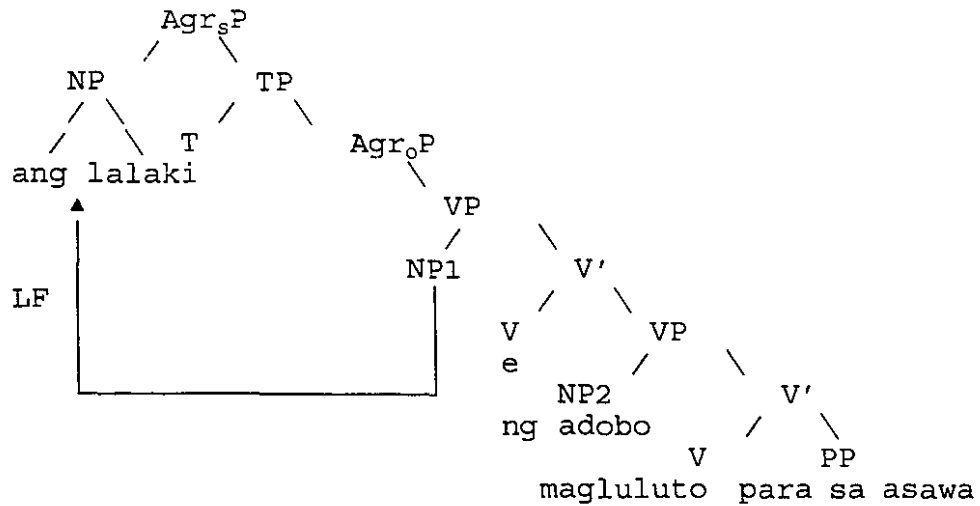 AgrsP
NP TP
T
AgroP
ang lalaki
VP
NP1 V'
LF
V VP
e
NP2 V'
ng adobo
V PP
magluluto para sa asawa